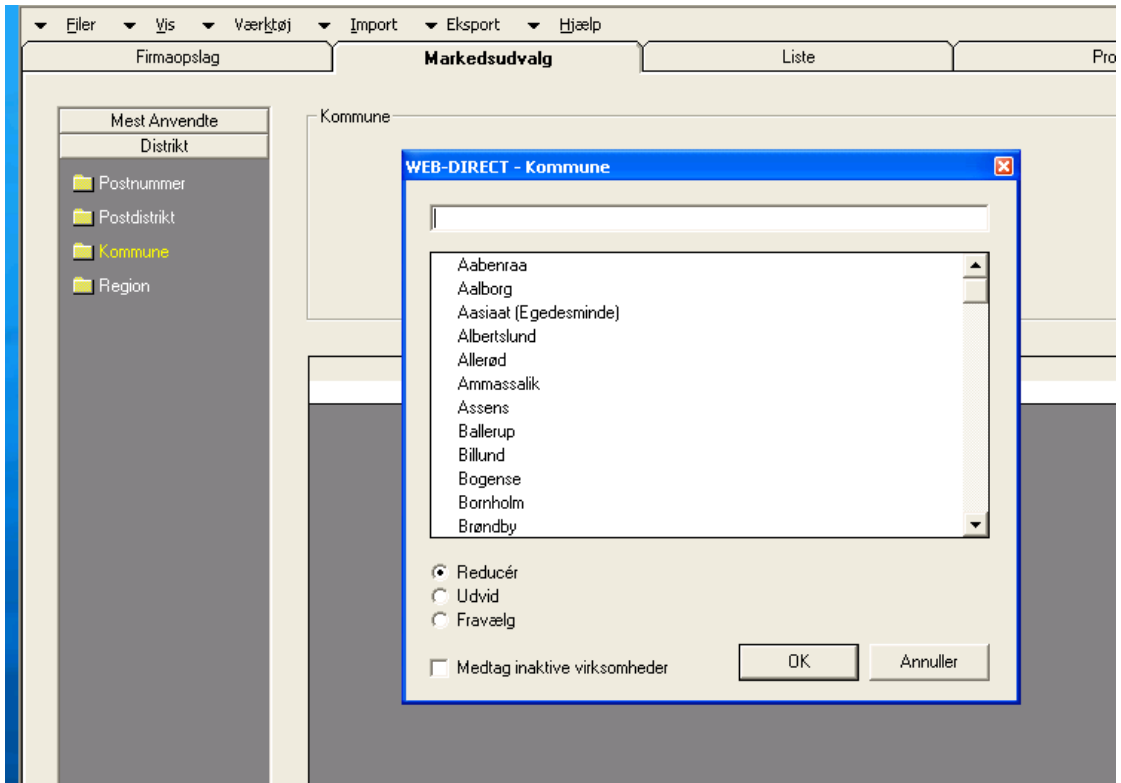 Filer Vis Værktøj Import Eksport Hjælp
Firmaopslag Markedsudvalg Liste
Mest Anvendte
Distrikt
Postnummer
Postdistrikt
Kommune
Region
Kommune
WEB-DIRECT - Kommune
Aabenraa
Aalborg
Aasiaat (Egedesminde)
Albertslund
Allerød
Ammassalik
Assens
Ballerup
Billund
Bogense
Bornholm
Brøndby
Reducér
Udvid
Fravælg
Medtag inaktive virksomheder
OK Annuller